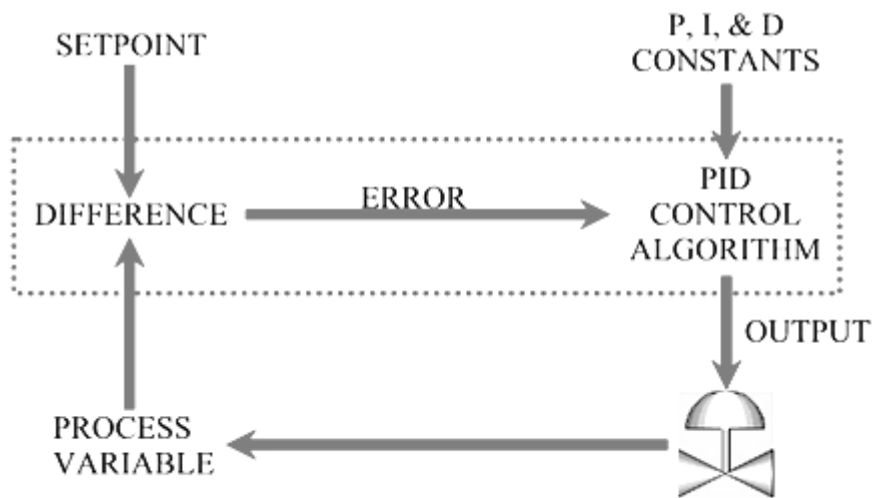 SETPOINT
P, I, & D
CONSTANTS
DIFFERENCE
ERROR
PID
CONTROL
ALGORITHM
OUTPUT
PROCESS
VARIABLE